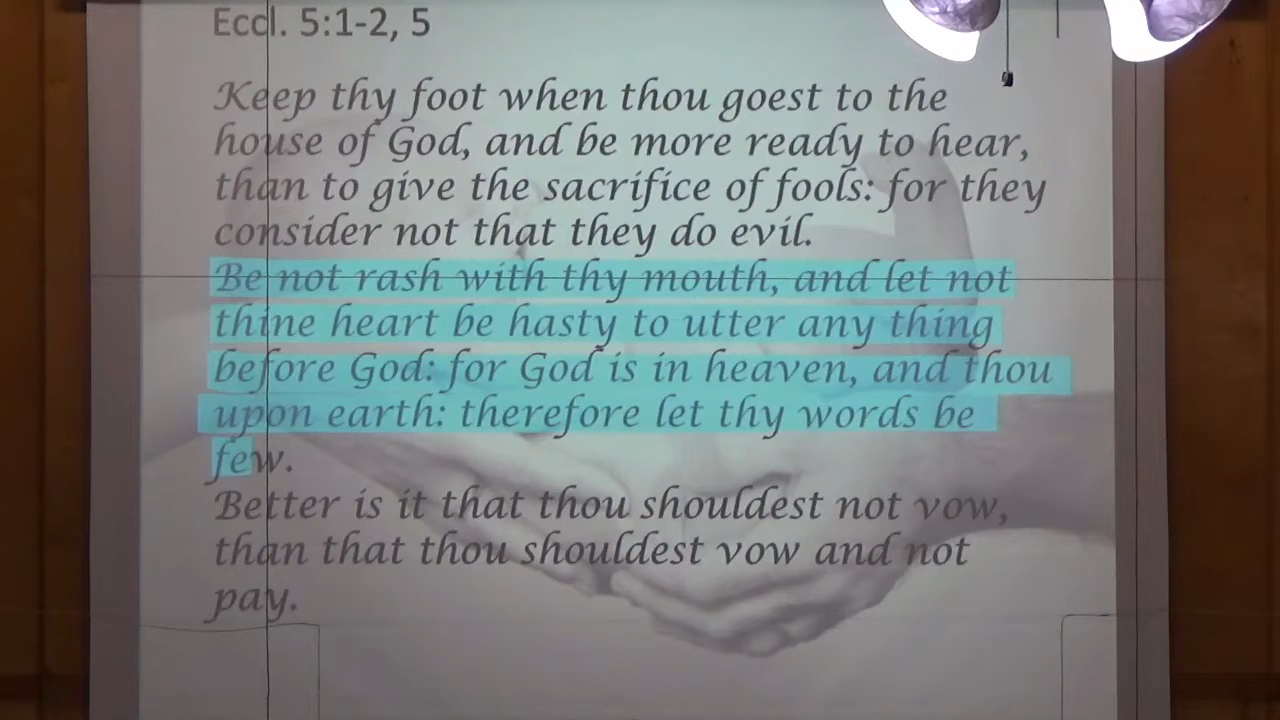 Eccl. 5:1-2, 5
Keep thy foot when thou goest to the
house of God, and be more ready to hear,
than to give the sacrifice of fools: for they
consider not that they do evil.
Be not rash with thy mouth, and let not
thine heart be hasty to utter any thing
before God: for God is in heaven, and thou
upon earth: therefore let thy words be
few.
Better is it that thou shouldest not vow,
than that thou shouldest vow and not
pay.